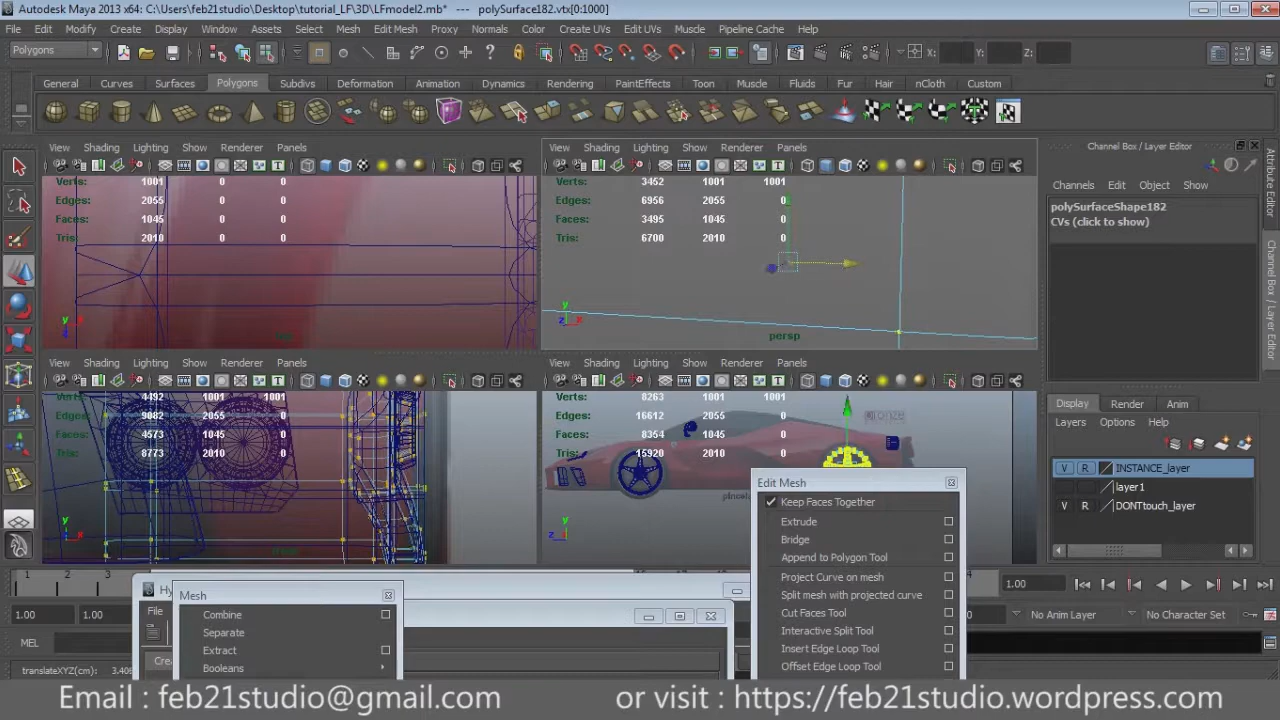 Autodesk Maya 2013 x64: C:\Users\feb21studio\Desktop\tutorial_LF\3D\LFmodel2.mb* --- polySurface182.vtx[0:1000]
File Edit Modify Create Display Window Assets Select Mesh Edit Mesh Proxy Normals Color Create UVs Edit UVs Muscle Pipeline Cache Help
Polygons X: Y: Z:
General Curves Surfaces Polygons Subdivs Deformation Animation Dynamics Rendering PaintEffects Toon Muscle Fluids Fur Hair nCloth Custom
View Shading Lighting Show Renderer Panels
Verts: 1001 0 0
Edges: 2055 0 0
Faces: 1045 0 0
Tris: 2010 0 0
View Shading Lighting Show Renderer Panels
Verts: 3452 1001 1001
Edges: 6956 2055 0
Faces: 3495 1045 0
Tris: 6700 2010 0
persp
View Shading Lighting Show Renderer Panels
Verts: 4492 1001 1001
Edges: 9082 2055 0
Faces: 4573 1045 0
Tris: 8773 2010 0
View Shading Lighting Show Renderer Panels
Verts: 8263 1001 1001
Edges: 16612 2055 0
Faces: 8354 1045 0
Tris: 15920 2010 0
Channel Box / Layer Editor
Channels Edit Object Show
polySurfaceShape182
CVs (click to show)
Attribute Editor
Channel Box / Layer Editor
Display Render Anim
Layers Options Help
V R INSTANCE_layer
layer1
V R DONTtouch_layer
Edit Mesh
Keep Faces Together
Extrude
Bridge
Append to Polygon Tool
Project Curve on mesh
Split mesh with projected curve
Cut Faces Tool
Interactive Split Tool
Insert Edge Loop Tool
Offset Edge Loop Tool
Mesh
Combine
Separate
Extract
Booleans
File
1 2 3
1.00
1.00 1.00
No Anim Layer No Character Set
MEL
translateXYZ(cm):
Email : feb21studio@gmail.com or visit : https://feb21studio.wordpress.com